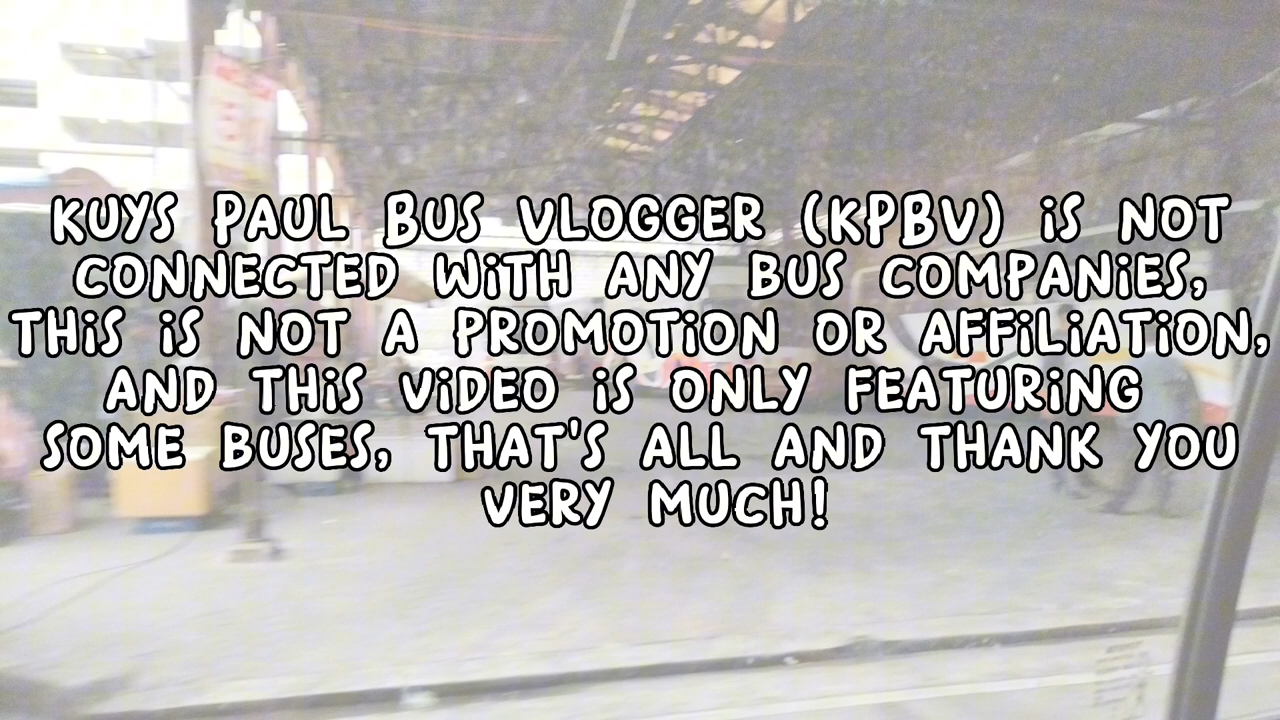 KUYS PAUL BUS VLOGGER (KPBV) iS NOT
CONNECTED WiTH ANY BUS COMPANiES,
THiS iS NOT A PROMOTiON OR AFFiLiATiON,
AND THiS ViDEO iS ONLY FEATURiNG
SOME BUSES, THAT'S ALL AND THANK YOU
VERY MUCH!